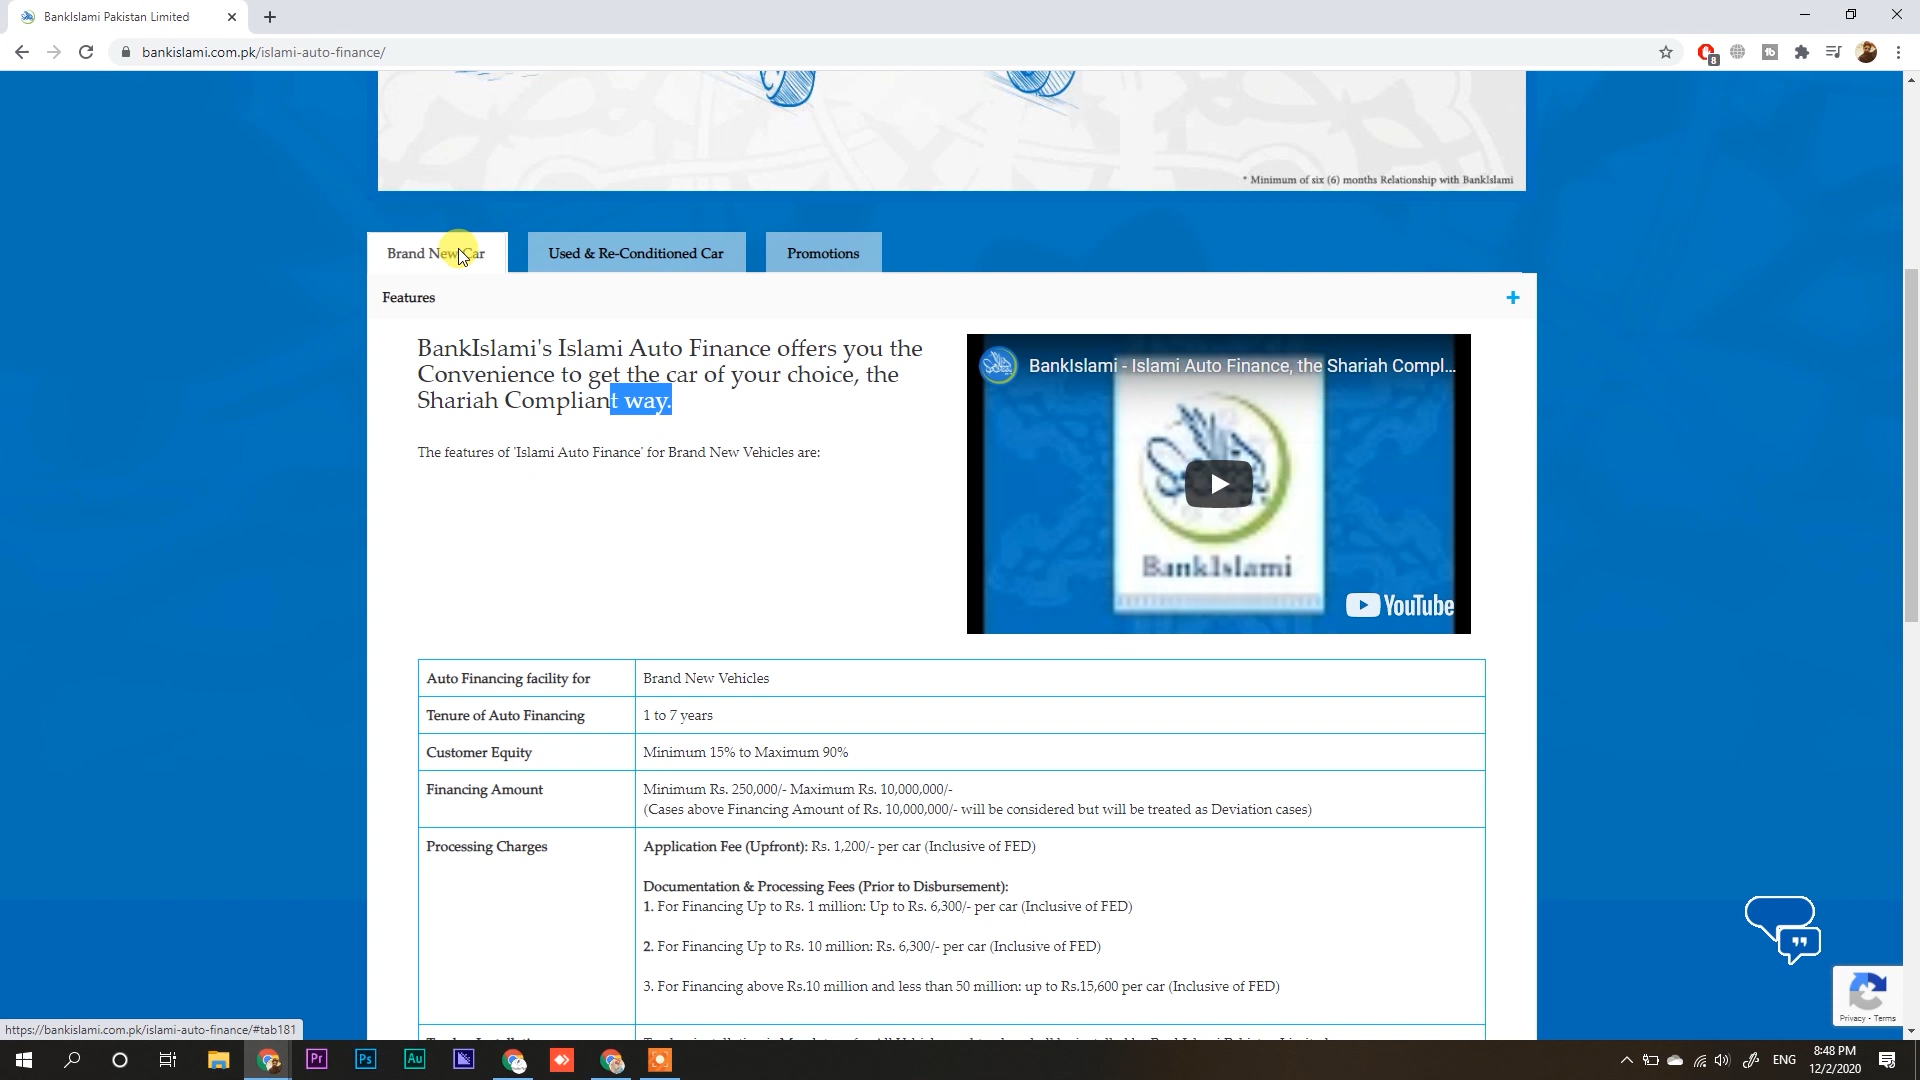 BankIslami Pakistan Limited
bankislami.com.pk/islami-auto-finance/
8
* Minimum of six (6) months Relationship with BankIslami
Brand New Car
Used & Re-Conditioned Car
Promotions
Features
+
BankIslami's Islami Auto Finance offers you the
Convenience to get the car of your choice, the
Shariah Compliant way.
The features of 'Islami Auto Finance' for Brand New Vehicles are:
BankIslami - Islami Auto Finance, the Shariah Compl...
BankIslami
YouTube
Auto Financing facility for
Brand New Vehicles
Tenure of Auto Financing
1 to 7 years
Customer Equity
Minimum 15% to Maximum 90%
Financing Amount
Minimum Rs. 250,000/- Maximum Rs. 10,000,000/-
(Cases above Financing Amount of Rs. 10,000,000/- will be considered but will be treated as Deviation cases)
Processing Charges
Application Fee (Upfront): Rs. 1,200/- per car (Inclusive of FED)
Documentation & Processing Fees (Prior to Disbursement):
1. For Financing Up to Rs. 1 million: Up to Rs. 6,300/- per car (Inclusive of FED)
2. For Financing Up to Rs. 10 million: Rs. 6,300/- per car (Inclusive of FED)
3. For Financing above Rs.10 million and less than 50 million: up to Rs.15,600 per car (Inclusive of FED)
Privacy - Terms
https://bankislami.com.pk/islami-auto-finance/#tab181
Pr
Ps
Au
ENG
8:48 PM
12/2/2020